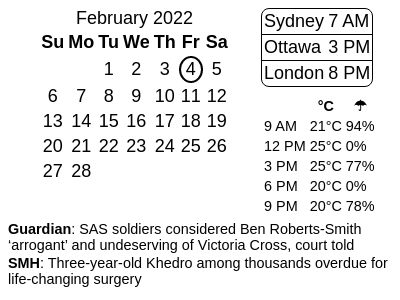 February 2022
Su Mo Tu We Th Fr Sa
1 2 3 4 5
6 7 8 9 10 11 12
13 14 15 16 17 18 19
20 21 22 23 24 25 26
27 28
Sydney 7 AM
Ottawa 3 PM
London 8 PM
°C ☂
9 AM 21°C 94%
12 PM 25°C 0%
3 PM 25°C 77%
6 PM 20°C 0%
9 PM 20°C 78%
Guardian: SAS soldiers considered Ben Roberts-Smith
‘arrogant’ and undeserving of Victoria Cross, court told
SMH: Three-year-old Khedro among thousands overdue for
life-changing surgery